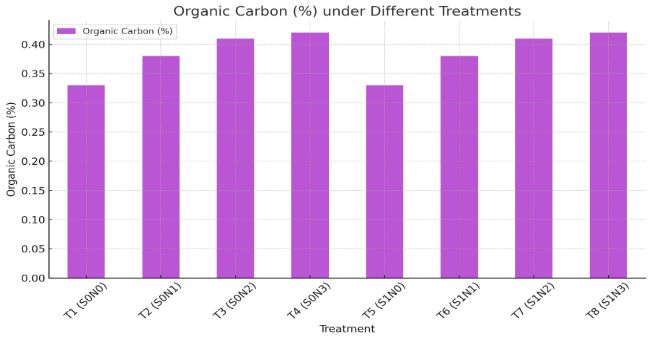 Organic Carbon (%) under Different Treatments
Organic Carbon (%)
Organic Carbon (%)
0.40
0.35
0.30
0.25
0.20
0.15
0.10
0.05
0.00
T1 (S0N0)
T2 (S0N1)
T3 (S0N2)
T4 (S0N3)
T5 (S1N0)
T6 (S1N1)
T7 (S1N2)
T8 (S1N3)
Treatment